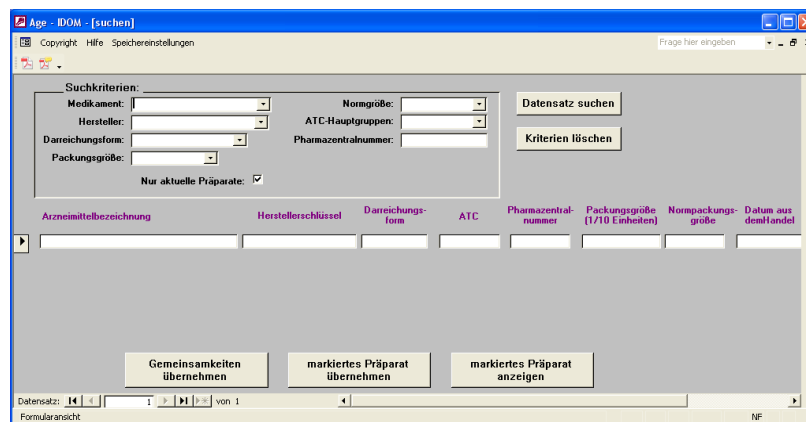 Age - IDOM - [suchen]
Copyright Hilfe Speichereinstellungen
Frage hier eingeben
Suchkriterien:
Medikament:
Normgröße:
Datensatz suchen
Hersteller:
ATC-Hauptgruppen:
Darreichungsform:
Pharmazentralnummer:
Kriterien löschen
Packungsgröße:
Nur aktuelle Präparate:
Arzneimittelbezeichnung
Herstellerschlüssel
Darreichungs-
form
ATC
Pharmazentral-
nummer
Packungsgröße
(1/10 Einheiten)
Normpackungs-
größe
Datum aus
demHandel
Gemeinsamkeiten
übernehmen
markiertes Präparat
übernehmen
markiertes Präparat
anzeigen
Datensatz: 1 von 1
Formularansicht
NF